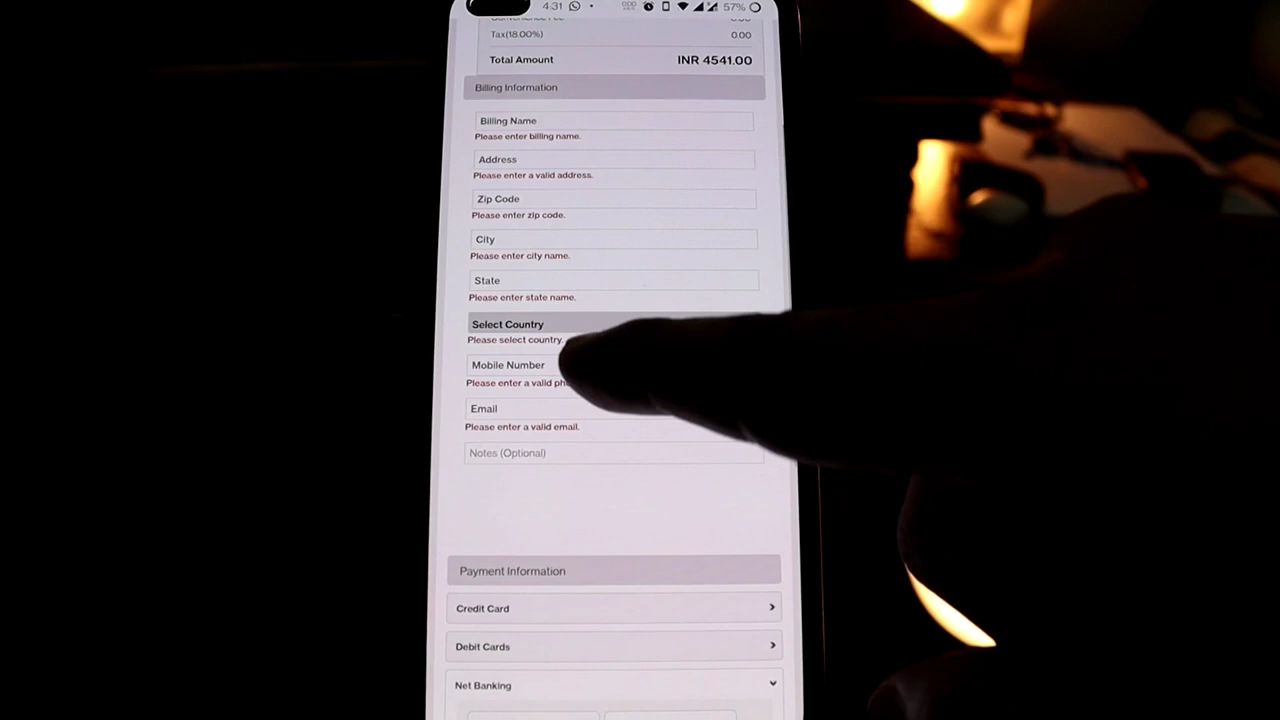 4:31 57%
Tax(18.00%) 0.00
Total Amount INR 4541.00
Billing Information
Billing Name
Please enter billing name.
Address
Please enter a valid address.
Zip Code
Please enter zip code.
City
Please enter city name.
State
Please enter state name.
Select Country
Please select country.
Mobile Number
Please enter a valid
Email
Please enter a valid email.
Notes (Optional)
Payment Information
Credit Card
Debit Cards
Net Banking